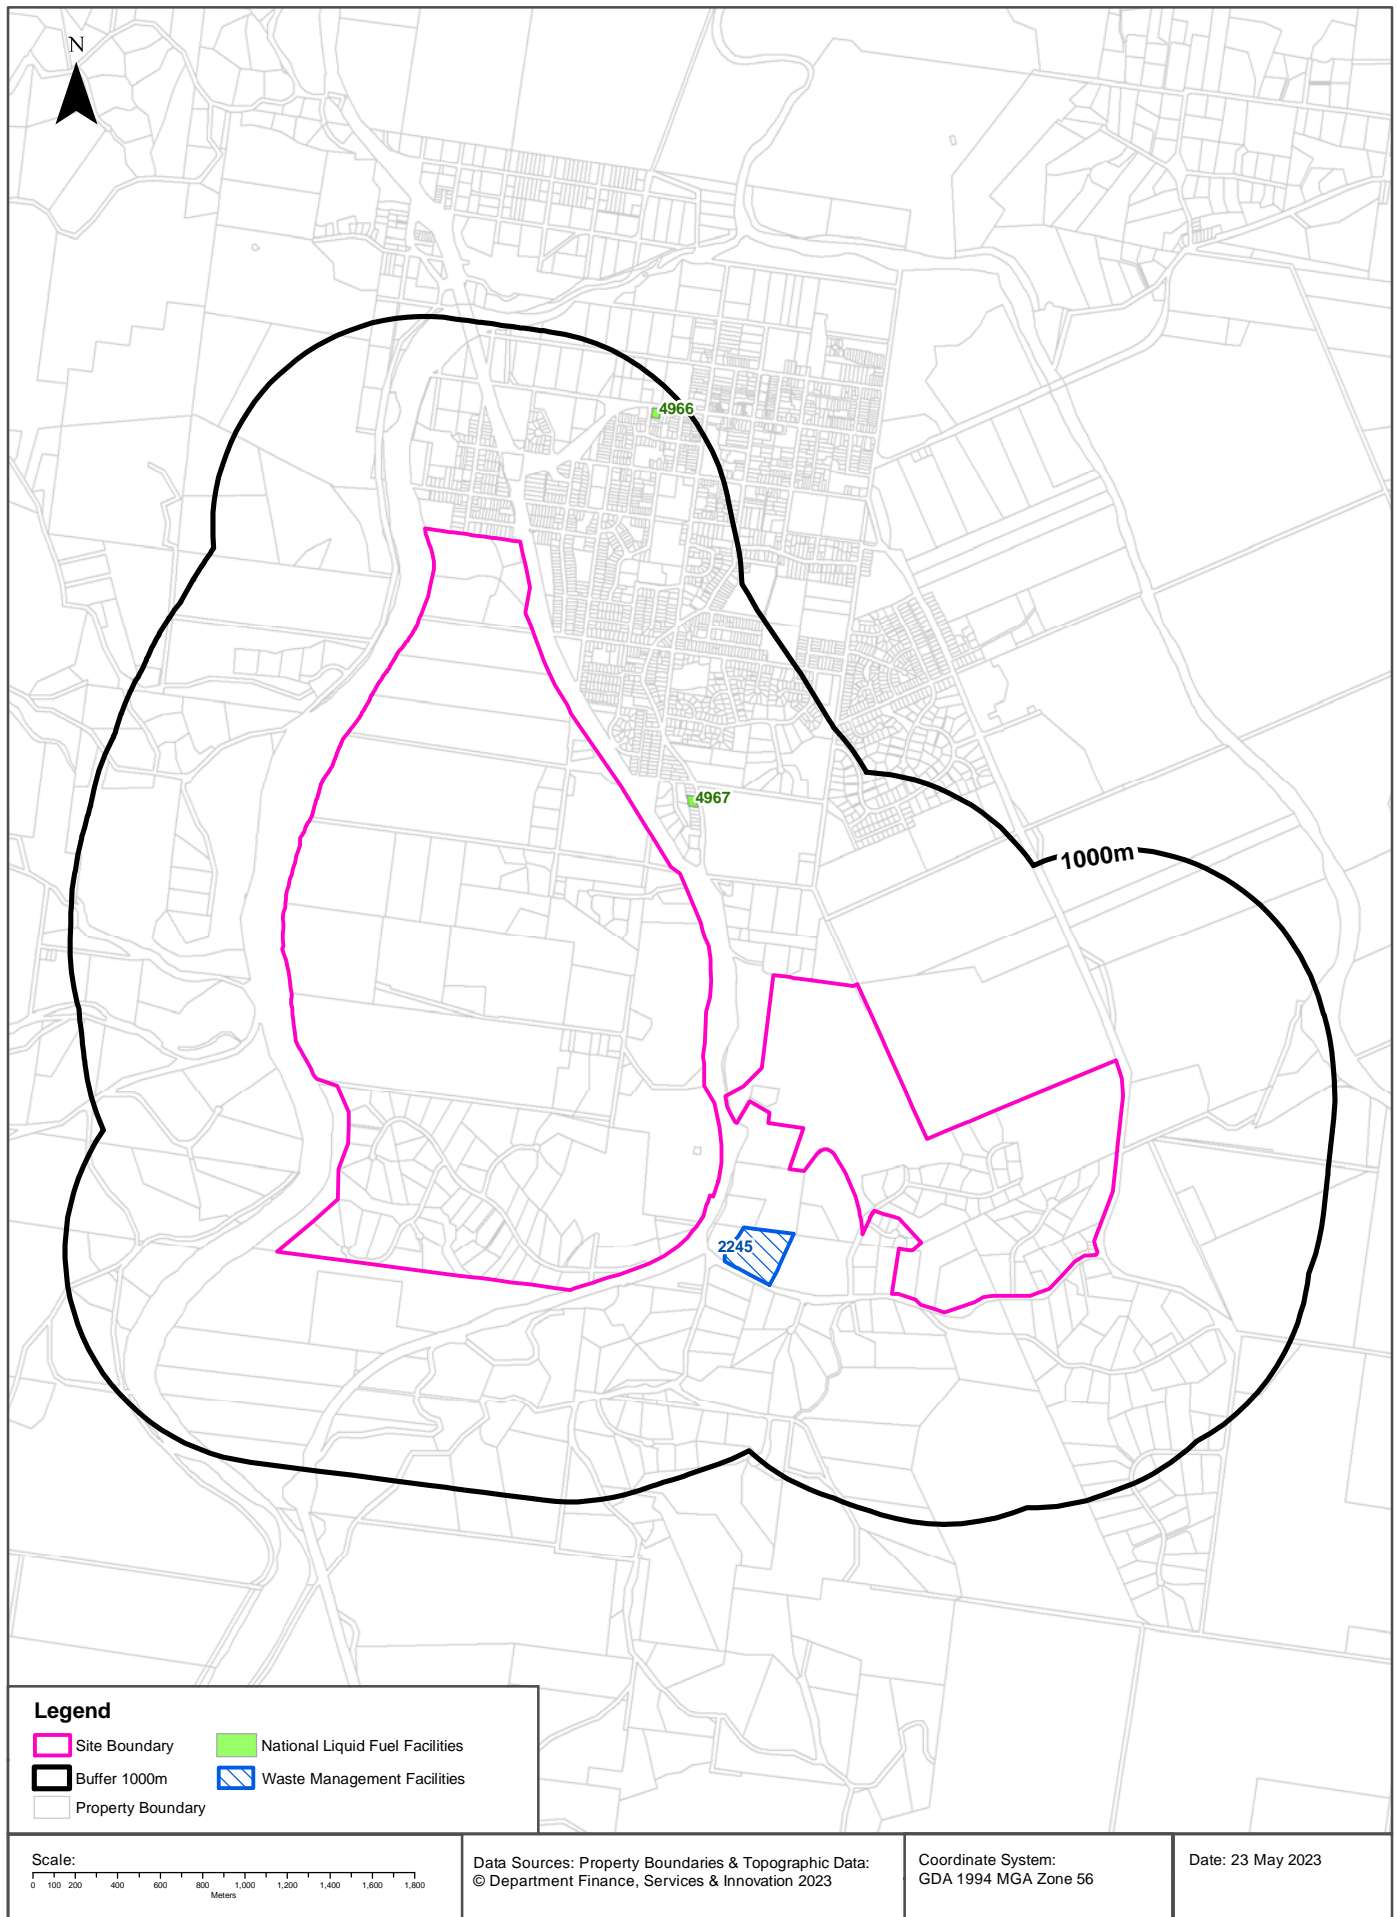 N
4966
4967
1000m
2245
Legend
Site Boundary
National Liquid Fuel Facilities
Buffer 1000m
Waste Management Facilities
Property Boundary
Scale:
0 100 200 400 600 800 1,000 1,200 1,400 1,600 1,800
Meters
Data Sources: Property Boundaries & Topographic Data:
© Department Finance, Services & Innovation 2023
Coordinate System:
GDA 1994 MGA Zone 56
Date: 23 May 2023